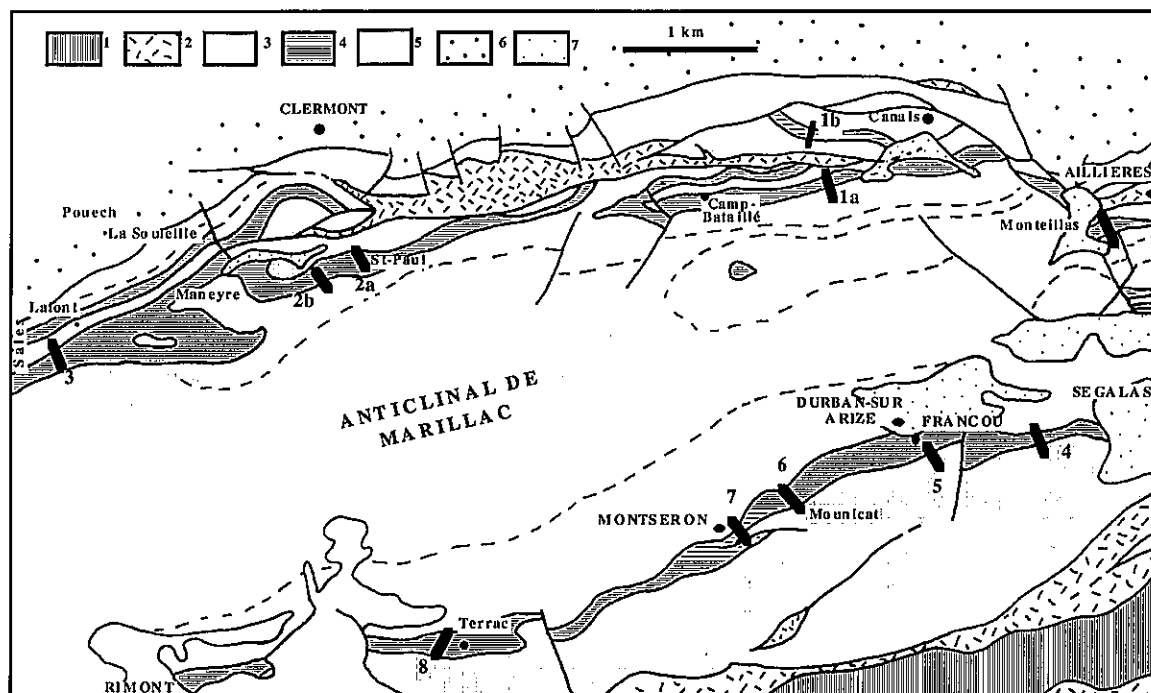 1 2 3 4 5 6 7 1 km
CLERMONT
1b
Canals
AILLIERES
Pouech
La Souleille
Camp-
Bataillé
1a
Monteillas
St-Paul
2a
2b
Maneyre
Lafont
Sales
3
ANTICLINAL DE
MARILLAC
DURBAN-SUR
ARIZE
SEGALAS
FRANCOU
4
5
6
7
Mounicat
MONTSERON
Terrac
8
RIMONT